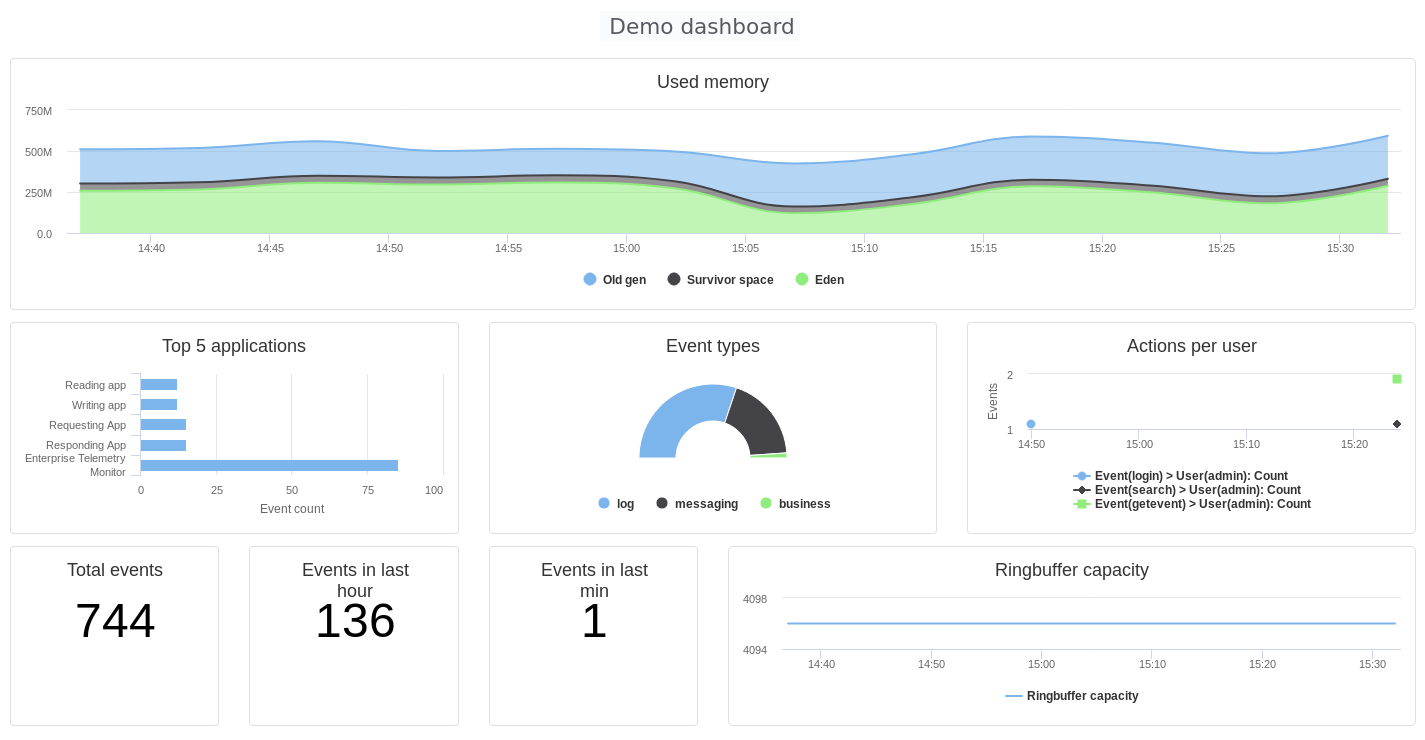 Demo dashboard
Used memory
750M
500M
250M
0.0
14:40 14:45 14:50 14:55 15:00 15:05 15:10 15:15 15:20 15:25 15:30
Old gen Survivor space Eden
Top 5 applications
Reading app
Writing app
Requesting App
Responding App
Enterprise Telemetry
Monitor
0 25 50 75 100
Event count
Event types
log messaging business
Actions per user
Events
2
1
14:50 15:00 15:10 15:20
Event(login) > User(admin): Count
Event(search) > User(admin): Count
Event(getevent) > User(admin): Count
Total events
744
Events in last
hour
136
Events in last
min
1
Ringbuffer capacity
4098
4094
14:40 14:50 15:00 15:10 15:20 15:30
Ringbuffer capacity